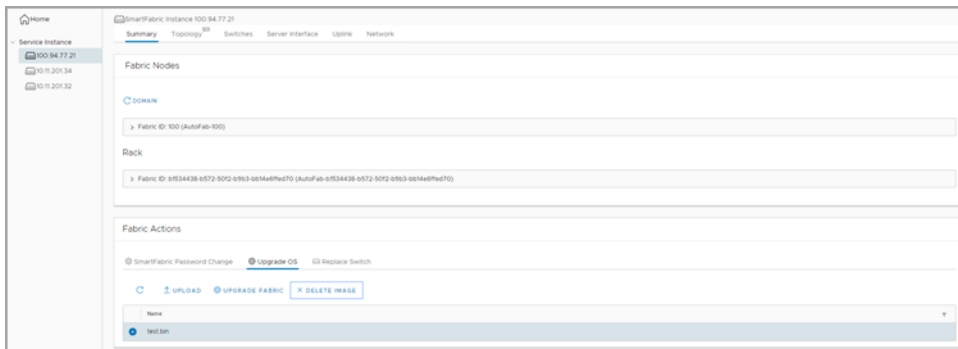 Home
Service Instance
100.94.77.21
10.11.201.34
10.11.201.32
SmartFabric Instance 100.94.77.21
Summary Topology Switches Server Interface Uplink Network
Fabric Nodes
DOMAIN
Fabric ID: 100 (AutoFab-100)
Rack
Fabric ID: b1534438-b572-50f2-b9b3-bb14e6ffed70 (AutoFab-b1534438-b572-50f2-b9b3-bb14e6ffed70)
Fabric Actions
SmartFabric Password Change Upgrade OS Replace Switch
UPLOAD UPGRADE FABRIC DELETE IMAGE
Name
test.bin